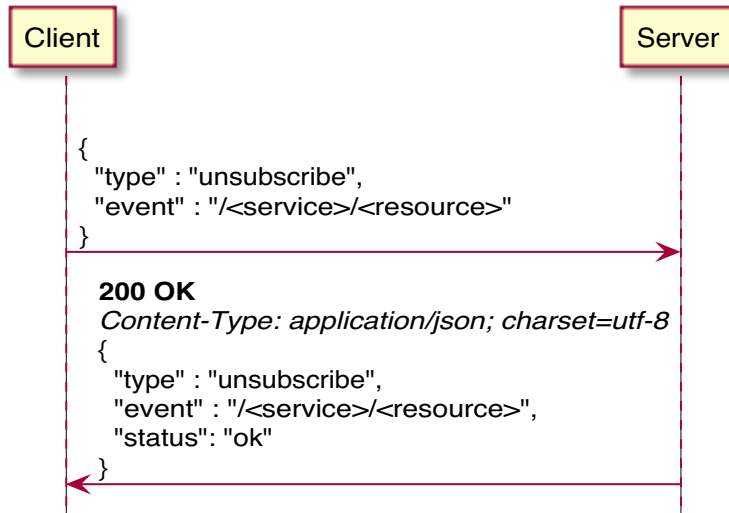 Client
Server
{
"type" : "unsubscribe",
"event" : "/<service>/<resource>"
}
200 OK
Content-Type: application/json; charset=utf-8
{
"type" : "unsubscribe",
"event" : "/<service>/<resource>",
"status": "ok"
}